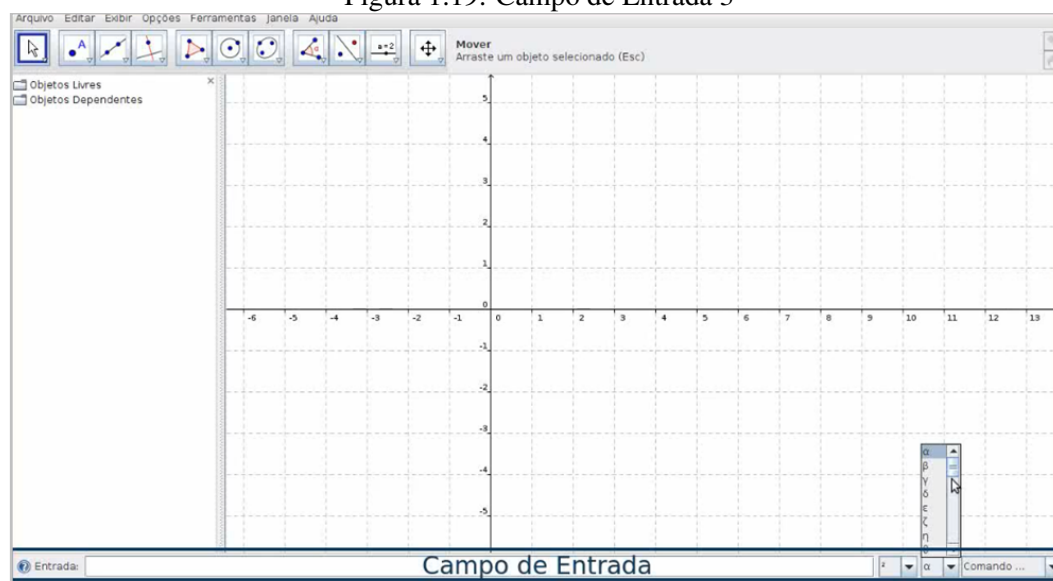 Figura 1.19: Campo de Entrada 3
Arquivo Editar Exibir Opções Ferramentas Janela Ajuda
A
a=2
Mover
Arraste um objeto selecionado (Esc)
Objetos Livres
Objetos Dependentes
5
4
3
2
1
0
-6 -5 -4 -3 -2 -1 0 1 2 3 4 5 6 7 8 9 10 11 12 13
-1
-2
-3
-4
-5
α
β
γ
δ
ε
ζ
η
Entrada:
Campo de Entrada
² α Comando ...